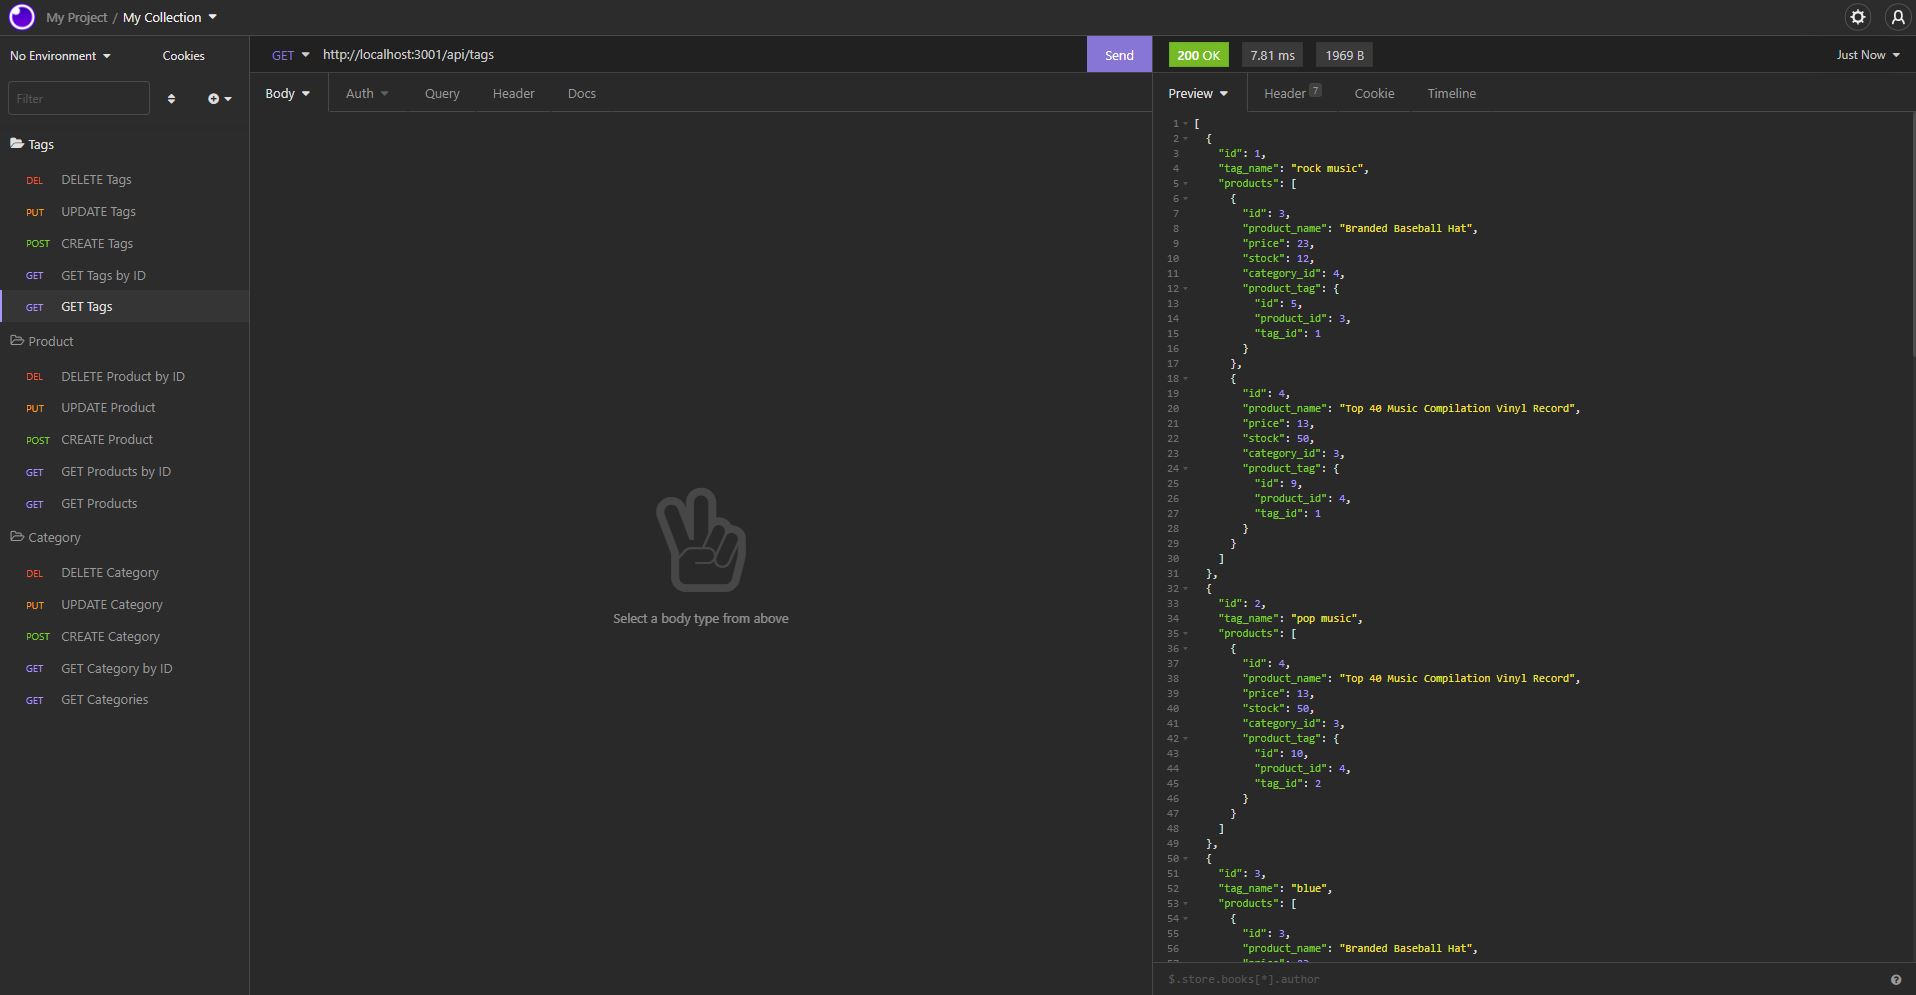 My Project / My Collection
No Environment
Cookies
Filter
Tags
DEL DELETE Tags
PUT UPDATE Tags
POST CREATE Tags
GET GET Tags by ID
GET GET Tags
Product
DEL DELETE Product by ID
PUT UPDATE Product
POST CREATE Product
GET GET Products by ID
GET GET Products
Category
DEL DELETE Category
PUT UPDATE Category
POST CREATE Category
GET GET Category by ID
GET GET Categories
GET http://localhost:3001/api/tags Send
Body Auth Query Header Docs
Select a body type from above
200 OK 7.81 ms 1969 B Just Now
Preview Header 7 Cookie Timeline
1 [
2 {
3 "id": 1,
4 "tag_name": "rock music",
5 "products": [
6 {
7 "id": 3,
8 "product_name": "Branded Baseball Hat",
9 "price": 23,
10 "stock": 12,
11 "category_id": 4,
12 "product_tag": {
13 "id": 5,
14 "product_id": 3,
15 "tag_id": 1
16 }
17 },
18 {
19 "id": 4,
20 "product_name": "Top 40 Music Compilation Vinyl Record",
21 "price": 13,
22 "stock": 50,
23 "category_id": 3,
24 "product_tag": {
25 "id": 9,
26 "product_id": 4,
27 "tag_id": 1
28 }
29 }
30 ]
31 },
32 {
33 "id": 2,
34 "tag_name": "pop music",
35 "products": [
36 {
37 "id": 4,
38 "product_name": "Top 40 Music Compilation Vinyl Record",
39 "price": 13,
40 "stock": 50,
41 "category_id": 3,
42 "product_tag": {
43 "id": 10,
44 "product_id": 4,
45 "tag_id": 2
46 }
47 }
48 ]
49 },
50 {
51 "id": 3,
52 "tag_name": "blue",
53 "products": [
54 {
55 "id": 3,
56 "product_name": "Branded Baseball Hat",
$.store.books[*].author